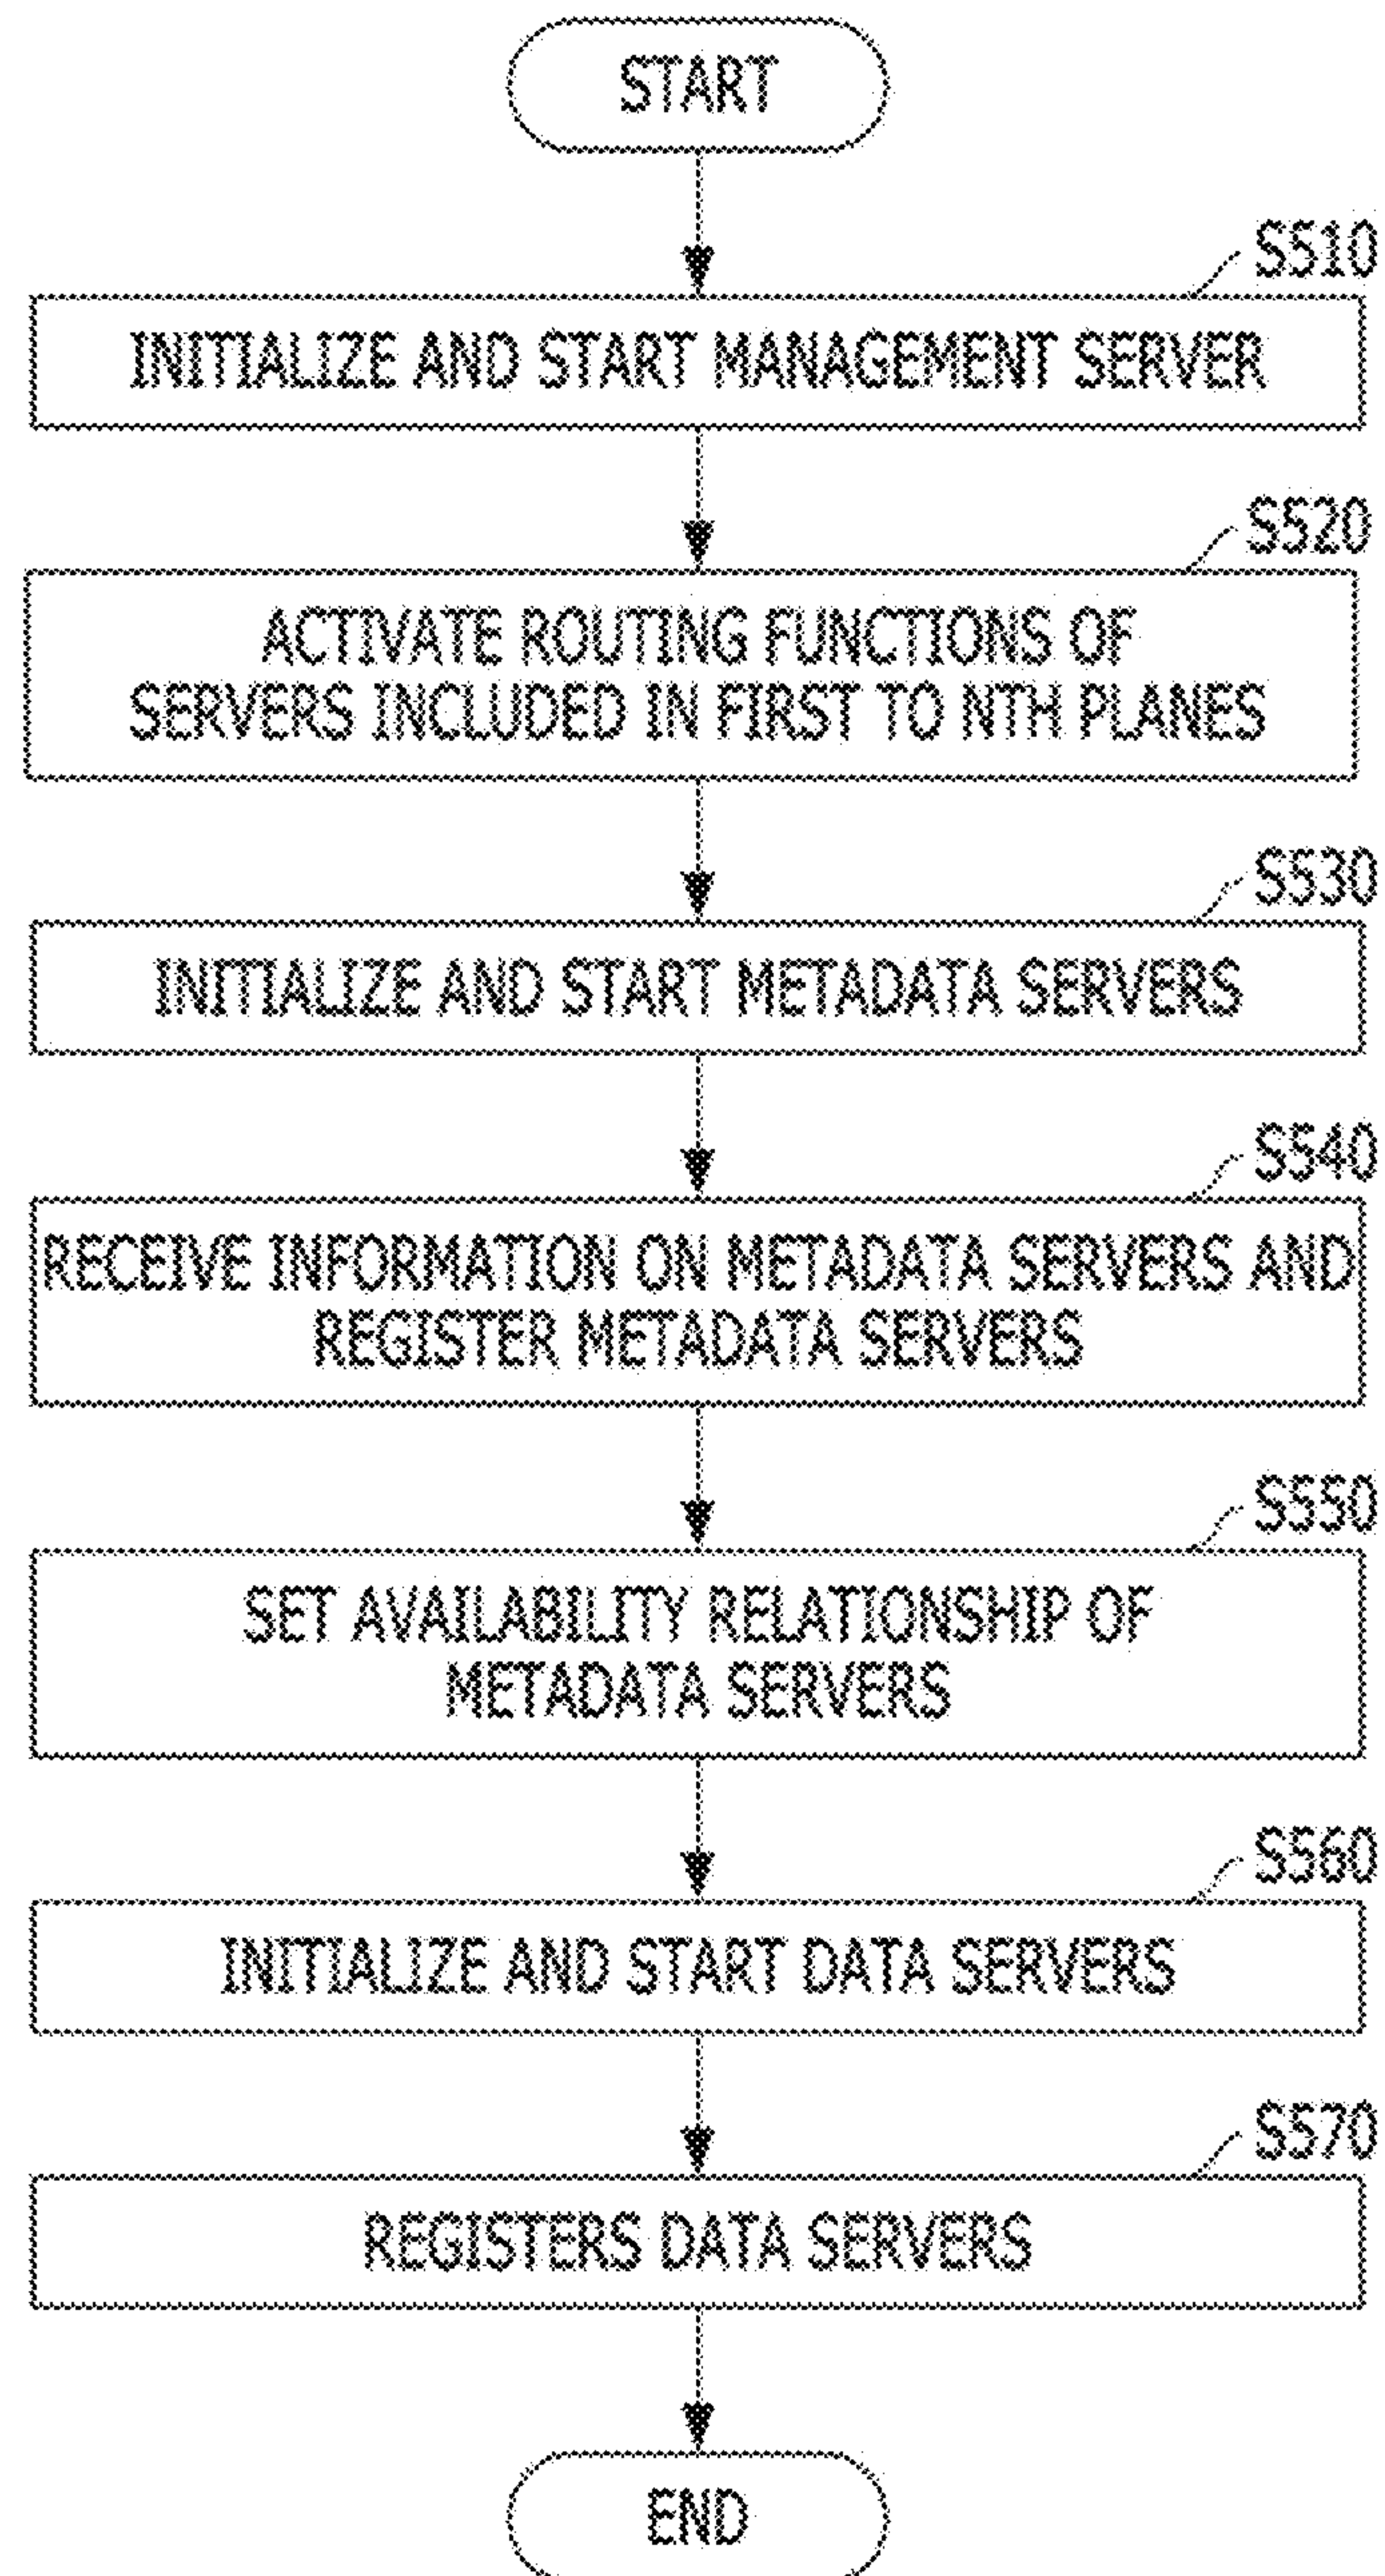 START
S510
INITIALIZE AND START MANAGEMENT SERVER
S520
ACTIVATE ROUTING FUNCTIONS OF
SERVERS INCLUDED IN FIRST TO NTH PLANES
S530
INITIALIZE AND START METADATA SERVERS
S540
RECEIVE INFORMATION ON METADATA SERVERS AND
REGISTER METADATA SERVERS
S550
SET AVAILABILITY RELATIONSHIP OF
METADATA SERVERS
S560
INITIALIZE AND START DATA SERVERS
S570
REGISTERS DATA SERVERS
END